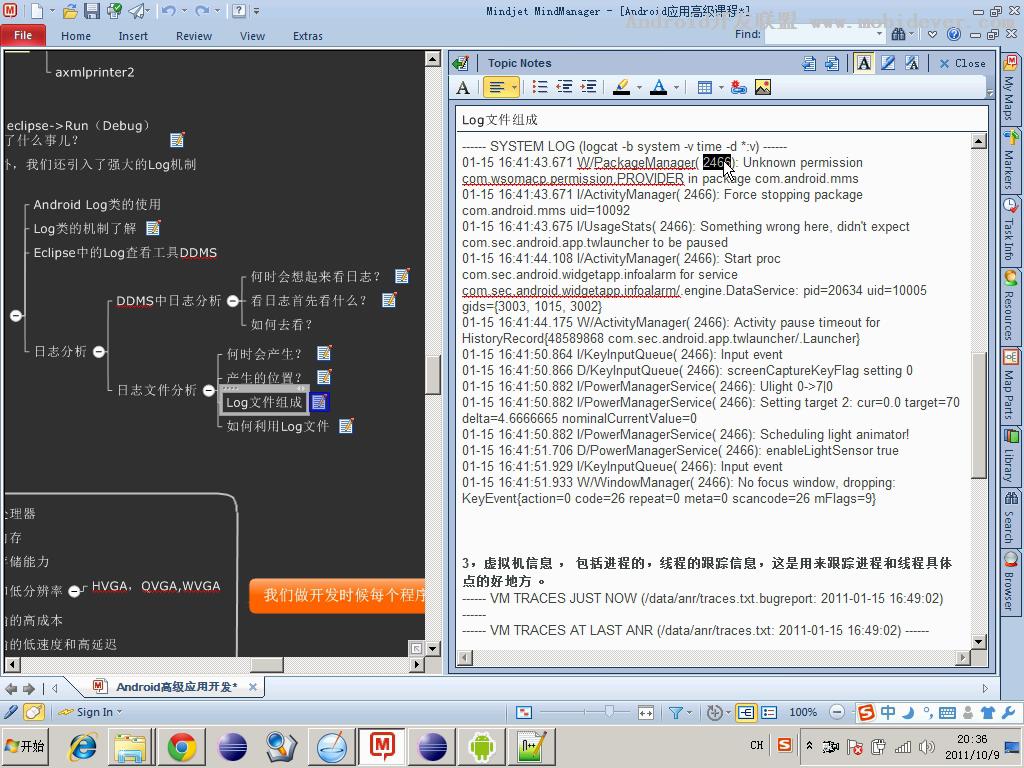 Mindjet MindManager - [Android应用高级课程*]
Android开发联盟 www.mobidever.com
File Home Insert Review View Extras Find:
axmlprinter2
eclipse->Run（Debug）
了什么事儿？
外，我们还引入了强大的Log机制
Android Log类的使用
Log类的机制了解
Eclipse中的Log查看工具DDMS
何时会想起来看日志？
DDMS中日志分析
看日志首先看什么？
如何去看？
日志分析
何时会产生？
产生的位置？
日志文件分析
Log文件组成
如何利用Log文件
处理器
内存
存储能力
低分辨率
HVGA，QVGA,WVGA
我们做开发时候每个程序
的高成本
的低速度和高延迟
Topic Notes
Close
Log文件组成
------ SYSTEM LOG (logcat -b system -v time -d *:v) ------
01-15 16:41:43.671 W/PackageManager( 2466): Unknown permission
com.wsomacp.permission.PROVIDER in package com.android.mms
01-15 16:41:43.671 I/ActivityManager( 2466): Force stopping package
com.android.mms uid=10092
01-15 16:41:43.675 I/UsageStats( 2466): Something wrong here, didn't expect
com.sec.android.app.twlauncher to be paused
01-15 16:41:44.108 I/ActivityManager( 2466): Start proc
com.sec.android.widgetapp.infoalarm for service
com.sec.android.widgetapp.infoalarm/.engine.DataService: pid=20634 uid=10005
gids={3003, 1015, 3002}
01-15 16:41:44.175 W/ActivityManager( 2466): Activity pause timeout for
HistoryRecord{48589868 com.sec.android.app.twlauncher/.Launcher}
01-15 16:41:50.864 I/KeyInputQueue( 2466): Input event
01-15 16:41:50.866 D/KeyInputQueue( 2466): screenCaptureKeyFlag setting 0
01-15 16:41:50.882 I/PowerManagerService( 2466): Ulight 0->7|0
01-15 16:41:50.882 I/PowerManagerService( 2466): Setting target 2: cur=0.0 target=70
delta=4.6666665 nominalCurrentValue=0
01-15 16:41:50.882 I/PowerManagerService( 2466): Scheduling light animator!
01-15 16:41:51.706 D/PowerManagerService( 2466): enableLightSensor true
01-15 16:41:51.929 I/KeyInputQueue( 2466): Input event
01-15 16:41:51.933 W/WindowManager( 2466): No focus window, dropping:
KeyEvent{action=0 code=26 repeat=0 meta=0 scancode=26 mFlags=9}
3，虚拟机信息 ， 包括进程的，线程的跟踪信息，这是用来跟踪进程和线程具体
点的好地方 。
------ VM TRACES JUST NOW (/data/anr/traces.txt.bugreport: 2011-01-15 16:49:02)
------
------ VM TRACES AT LAST ANR (/data/anr/traces.txt: 2011-01-15 16:49:02) ------
My Maps
Markers
Task Info
Resources
Map Parts
Library
Search
Browser
Android高级应用开发*
Sign In
100%
中
开始
CH
20:36
2011/10/9